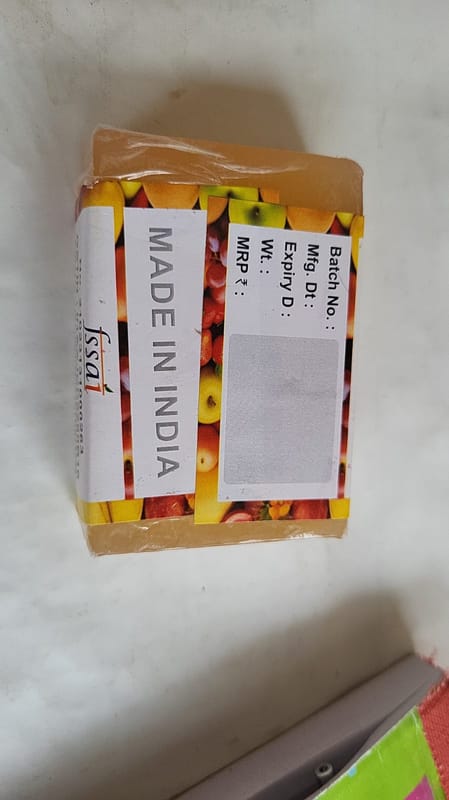 Batch No. :
Mfg. Dt :
Expiry D :
Wt. :
MRP ₹ :
MADE IN INDIA
fssai